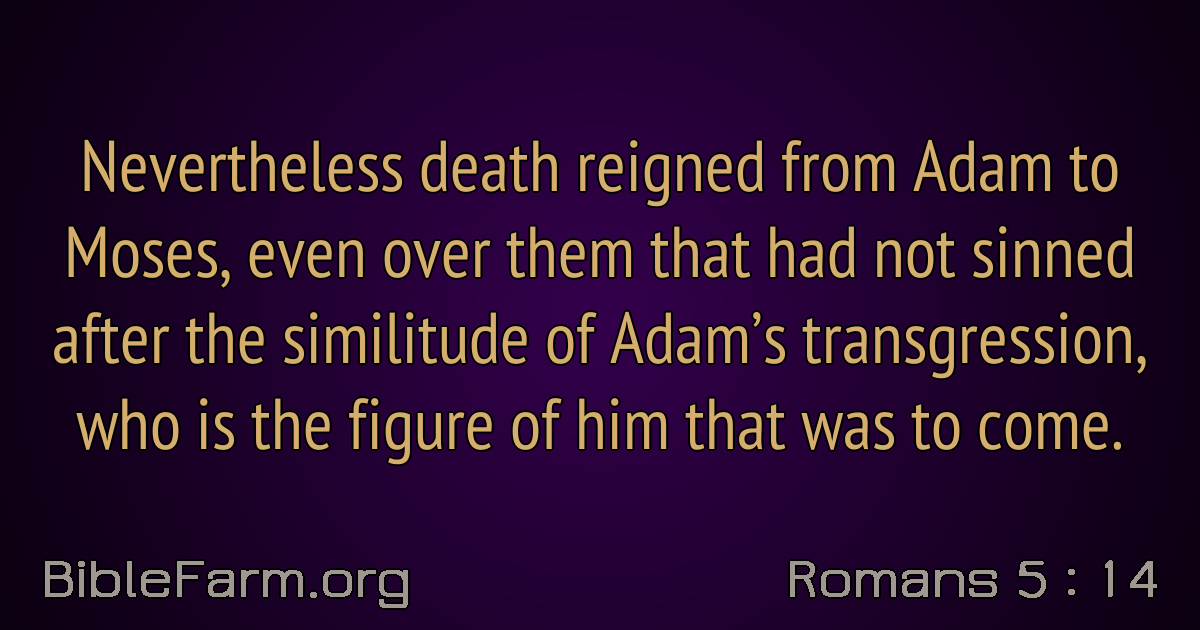 Nevertheless death reigned from Adam to
Moses, even over them that had not sinned
after the similitude of Adam’s transgression,
who is the figure of him that was to come.
BibleFarm.org
Romans 5 : 14